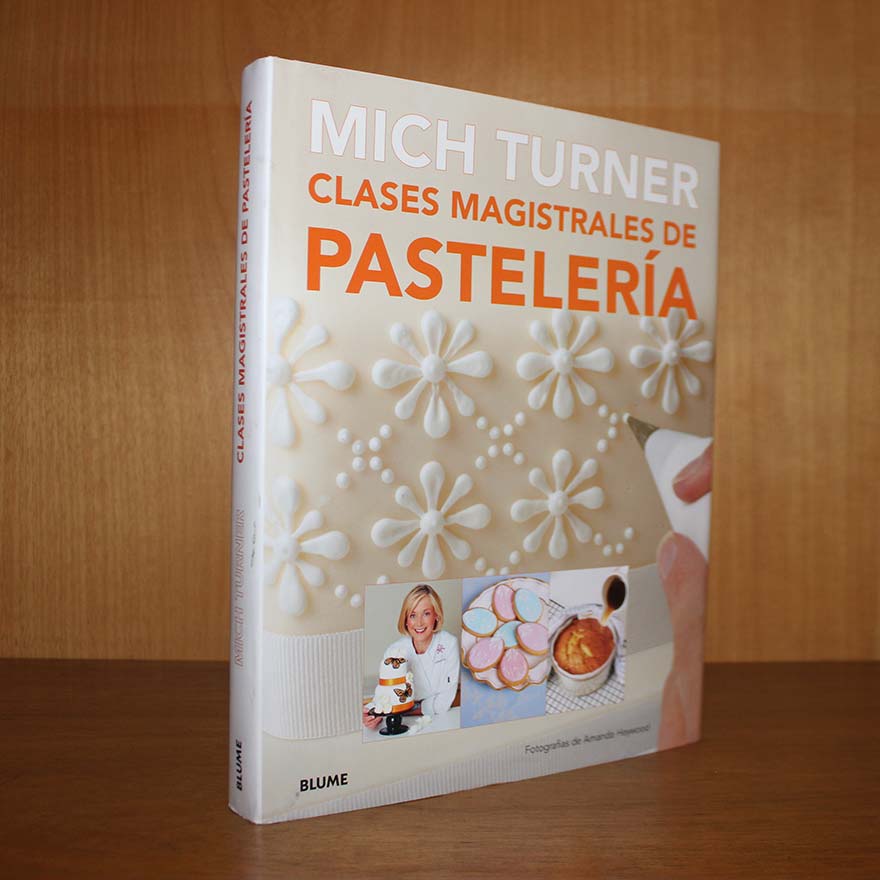 MICH TURNER
CLASES MAGISTRALES DE
PASTELERÍA
Fotografías de Amanda Heywood
BLUME
CLASES MAGISTRALES DE PASTELERÍA
MICH TURNER
BLUME